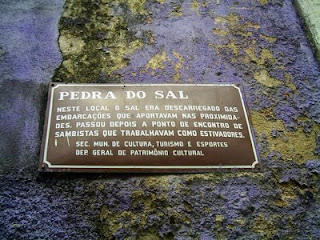 PEDRA DO SAL
NESTE LOCAL O SAL ERA DESCARREGADO DAS
EMBARCAÇÕES QUE APORTAVAM NAS PROXIMIDA-
DES. PASSOU DEPOIS A PONTO DE ENCONTRO DE
SAMBISTAS QUE TRABALHAVAM COMO ESTIVADORES.
SEC. MUN. DE CULTURA, TURISMO E ESPORTES
DEP. GERAL DE PATRIMÔNIO CULTURAL